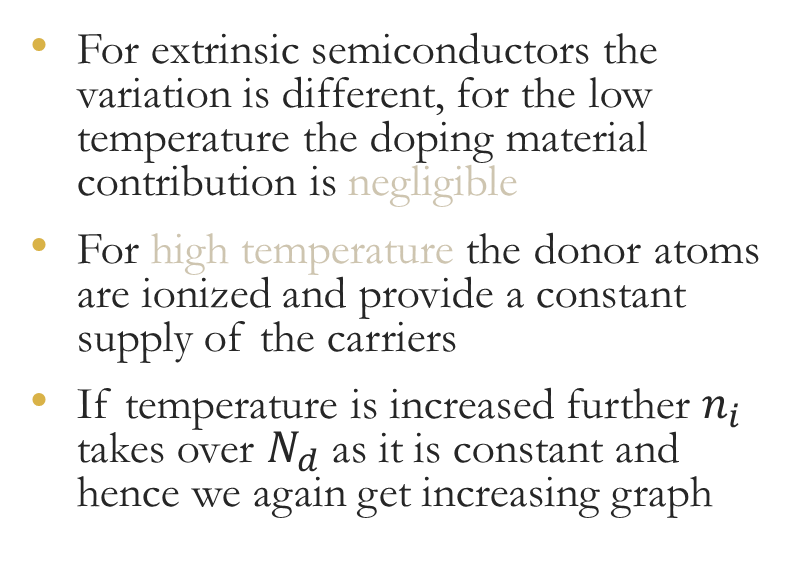 • For extrinsic semiconductors the
variation is different, for the low
temperature the doping material
contribution is negligible
• For high temperature the donor atoms
are ionized and provide a constant
supply of the carriers
• If temperature is increased further nᵢ
takes over N_d as it is constant and
hence we again get increasing graph